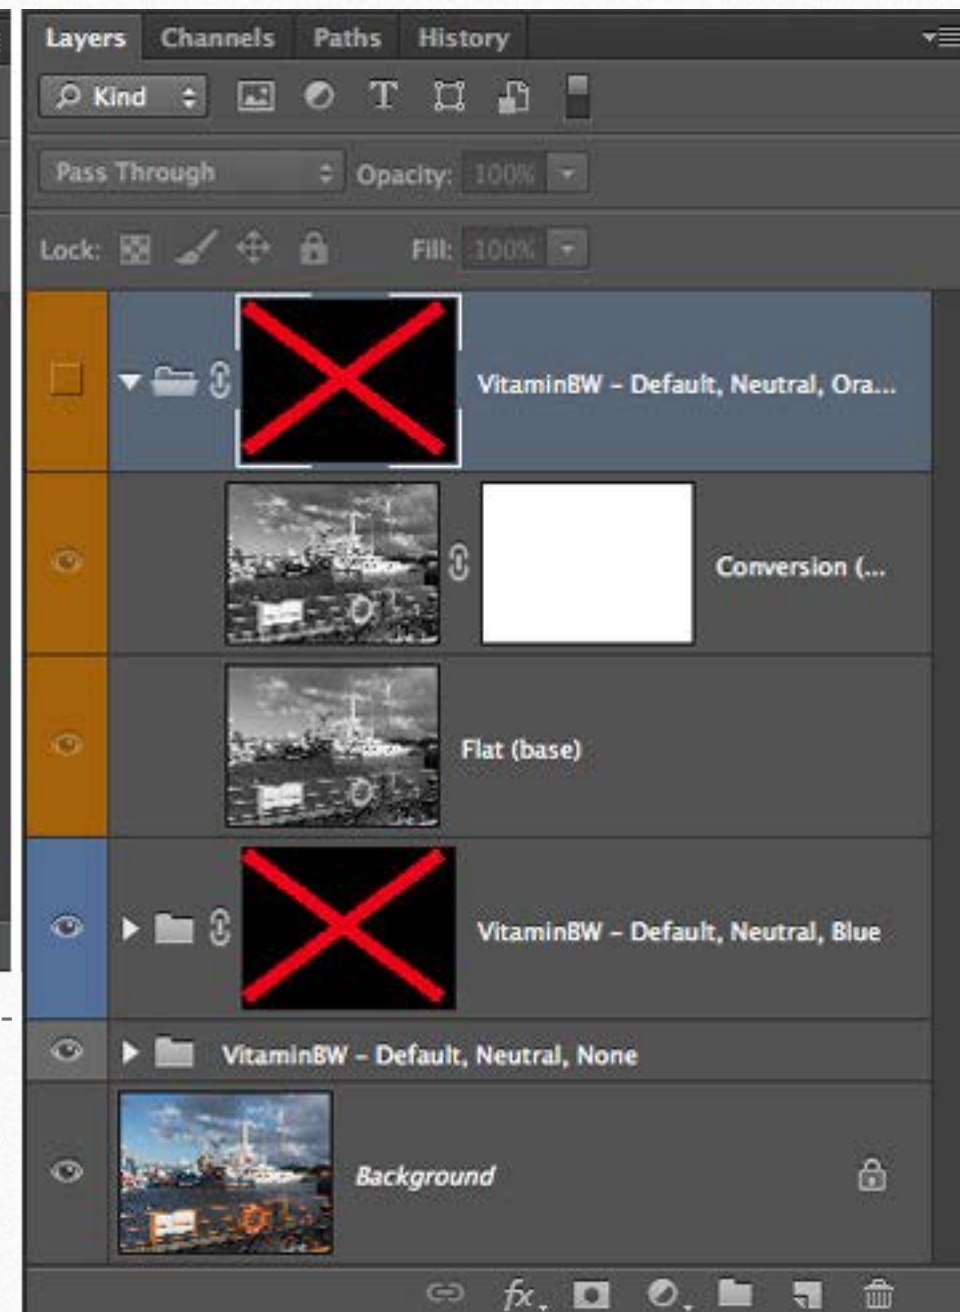 Layers Channels Paths History
Kind T
Pass Through Opacity: 100%
Lock: Fill: 100%
VitaminBW – Default, Neutral, Ora...
Conversion (...
Flat (base)
VitaminBW – Default, Neutral, Blue
VitaminBW – Default, Neutral, None
Background
fx.